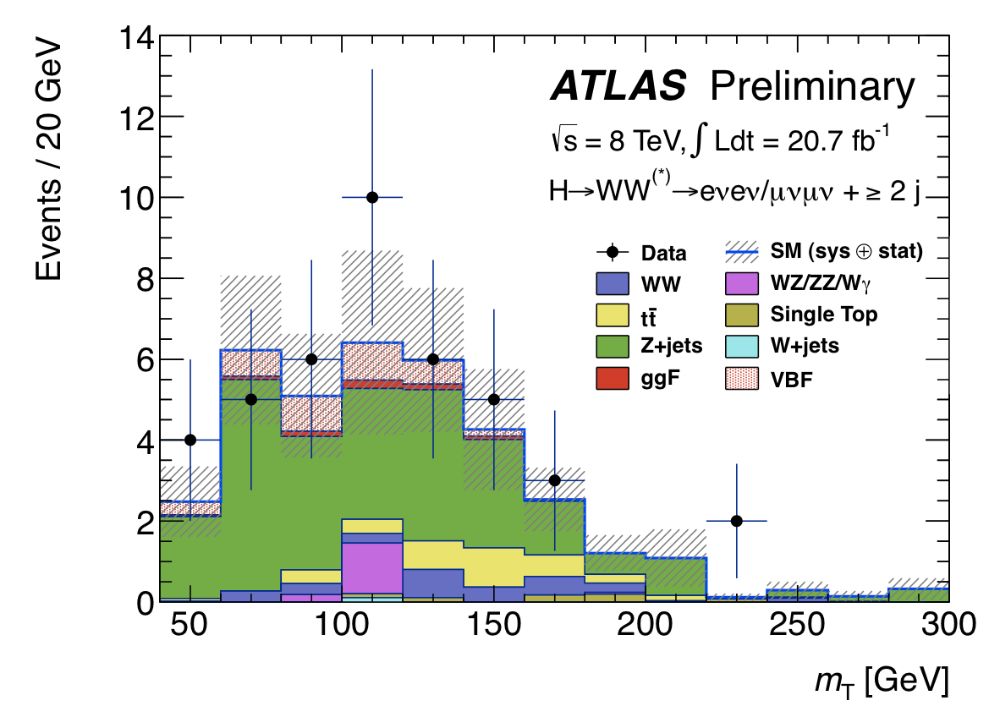 Events / 20 GeV
14
12
10
8
6
4
2
0
ATLAS Preliminary
√s = 8 TeV, ∫ Ldt = 20.7 fb⁻¹
H→WW⁽*⁾→eνeν/μνμν + ≥ 2 j
Data
SM (sys ⊕ stat)
WW
WZ/ZZ/Wγ
tt̄
Single Top
Z+jets
W+jets
ggF
VBF
50 100 150 200 250 300
m_T [GeV]